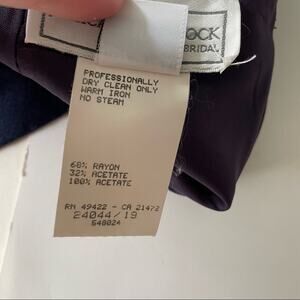 OCK
BRIDAL
PROFESSIONALLY
DRY CLEAN ONLY
WARM IRON
NO STEAM
68% RAYON
32% ACETATE
100% ACETATE
RN 49422 - CA 21472
24044/19
648024